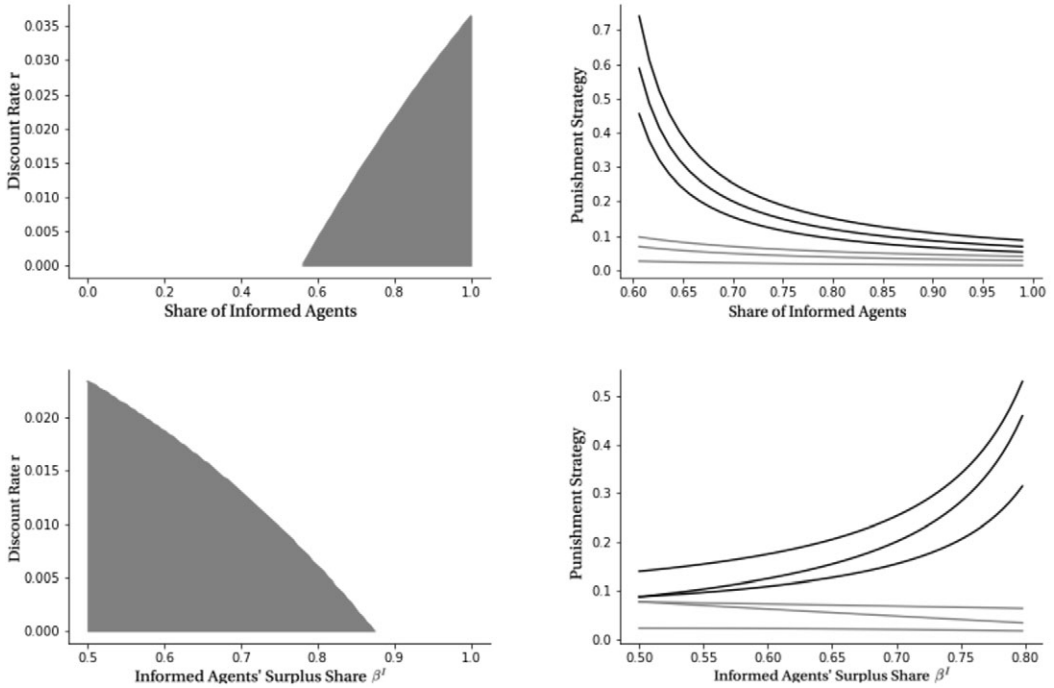 Discount Rate r
0.035
0.030
0.025
0.020
0.015
0.010
0.005
0.000
0.0 0.2 0.4 0.6 0.8 1.0
Share of Informed Agents
Punishment Strategy
0.7
0.6
0.5
0.4
0.3
0.2
0.1
0.0
0.60 0.65 0.70 0.75 0.80 0.85 0.90 0.95 1.00
Share of Informed Agents
Discount Rate r
0.020
0.015
0.010
0.005
0.000
0.5 0.6 0.7 0.8 0.9 1.0
Informed Agents' Surplus Share β^I
Punishment Strategy
0.5
0.4
0.3
0.2
0.1
0.0
0.50 0.55 0.60 0.65 0.70 0.75 0.80
Informed Agents' Surplus Share β^I